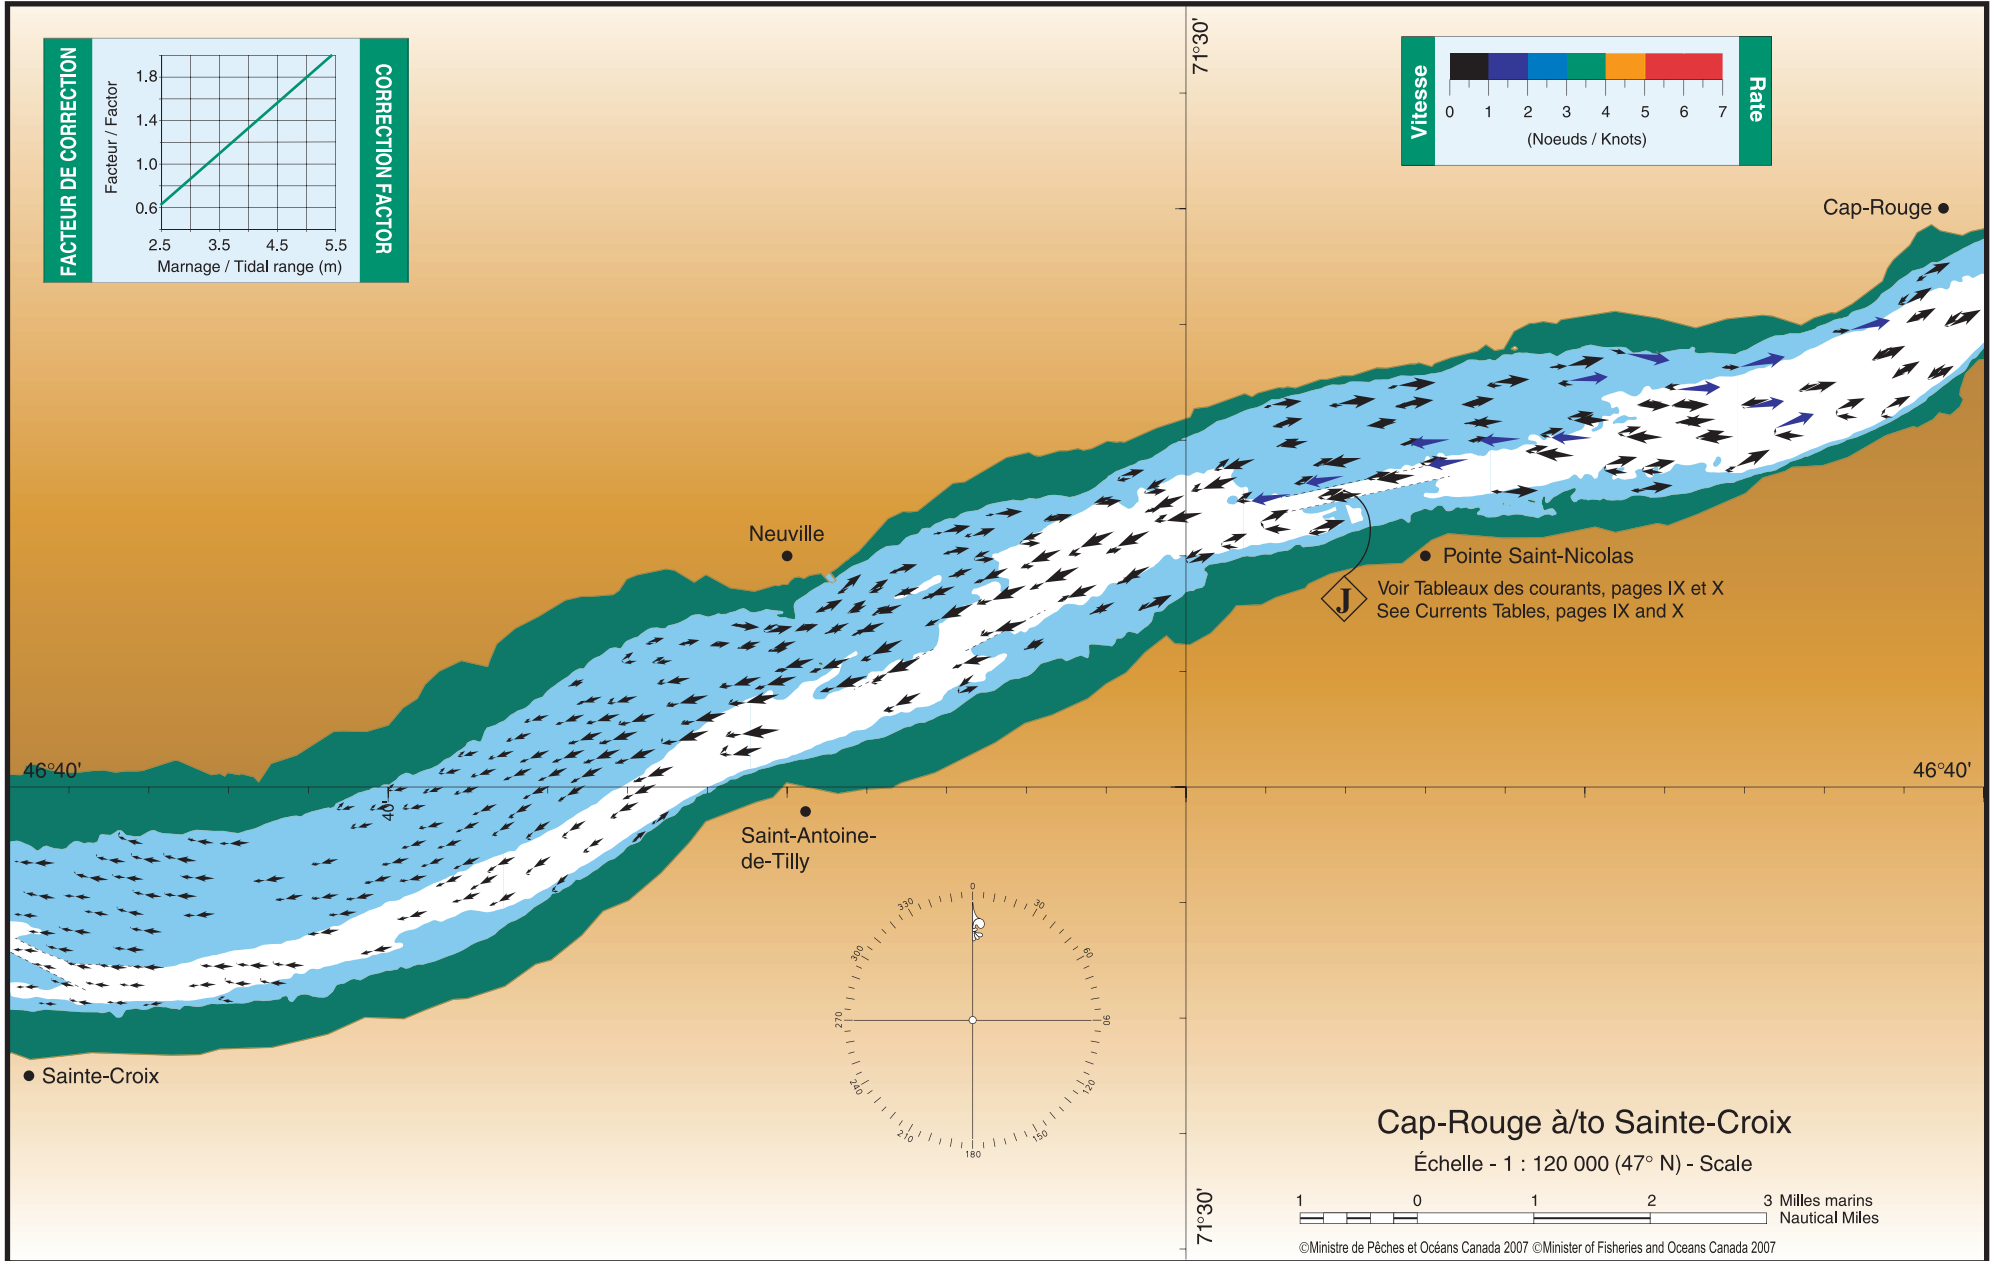 FACTEUR DE CORRECTION
Facteur / Factor
1.8
1.4
1.0
0.6
2.5 3.5 4.5 5.5
Marnage / Tidal range (m)
CORRECTION FACTOR
71°30'
Vitesse
0 1 2 3 4 5 6 7
(Noeuds / Knots)
Rate
Cap-Rouge
Neuville
Pointe Saint-Nicolas
J
Voir Tableaux des courants, pages IX et X
See Currents Tables, pages IX and X
46°40'
46°40'
40'
Saint-Antoine-
de-Tilly
0
30
60
90
120
150
180
210
240
270
300
330
Sainte-Croix
Cap-Rouge à/to Sainte-Croix
Échelle - 1 : 120 000 (47° N) - Scale
71°30'
1 0 1 2 3 Milles marins
Nautical Miles
©Ministre de Pêches et Océans Canada 2007 ©Minister of Fisheries and Oceans Canada 2007